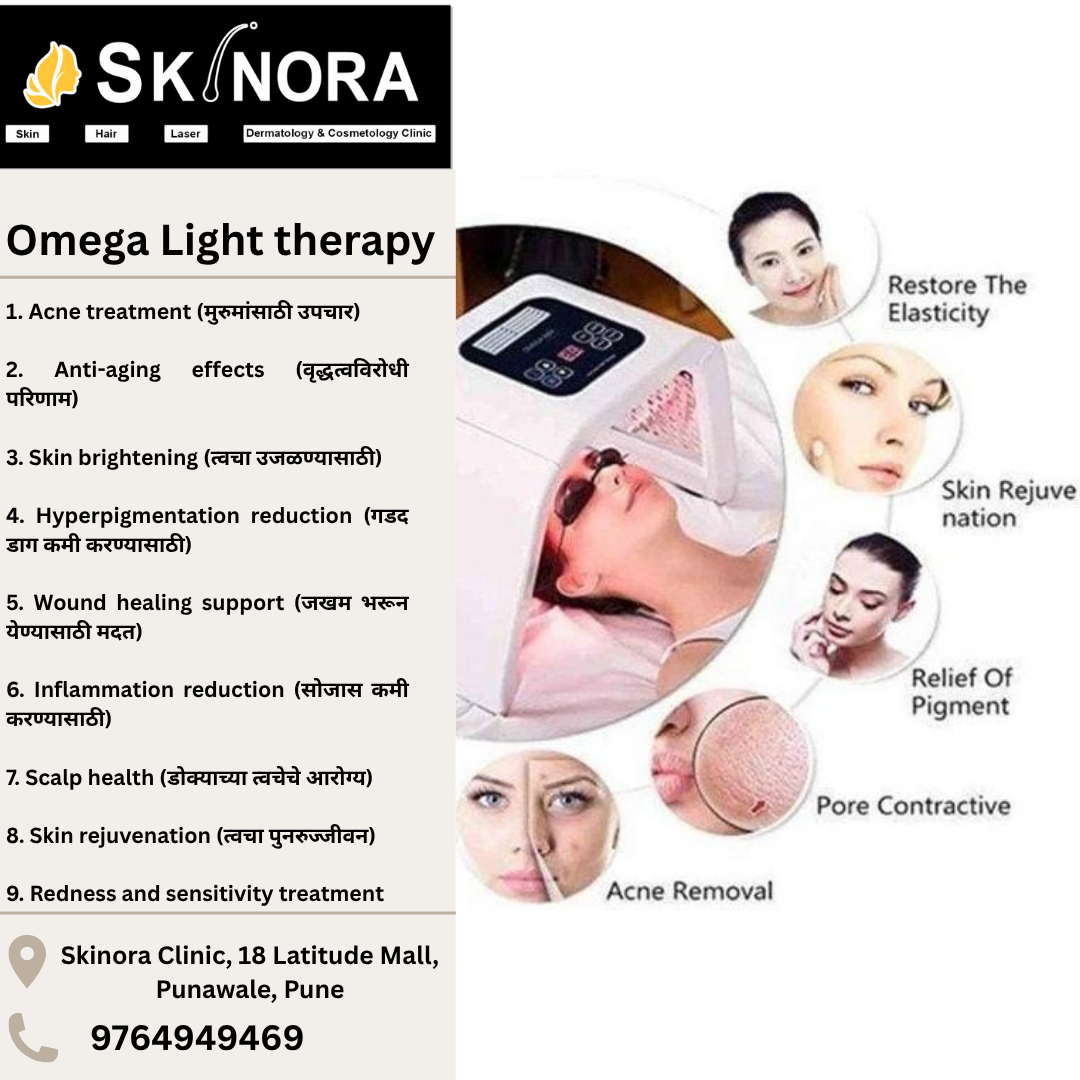 SKINORA
Skin Hair Laser Dermatology & Cosmetology Clinic
Omega Light therapy
1. Acne treatment (मुरुमांसाठी उपचार)
2. Anti-aging effects (वृद्धत्वविरोधी
परिणाम)
3. Skin brightening (त्वचा उजळण्यासाठी)
4. Hyperpigmentation reduction (गडद
डाग कमी करण्यासाठी)
5. Wound healing support (जखम भरून
येण्यासाठी मदत)
6. Inflammation reduction (सोजास कमी
करण्यासाठी)
7. Scalp health (डोक्याच्या त्वचेचे आरोग्य)
8. Skin rejuvenation (त्वचा पुनरुज्जीवन)
9. Redness and sensitivity treatment
Skinora Clinic, 18 Latitude Mall,
Punawale, Pune
9764949469
Restore The
Elasticity
Skin Rejuve
nation
Relief Of
Pigment
Pore Contractive
Acne Removal